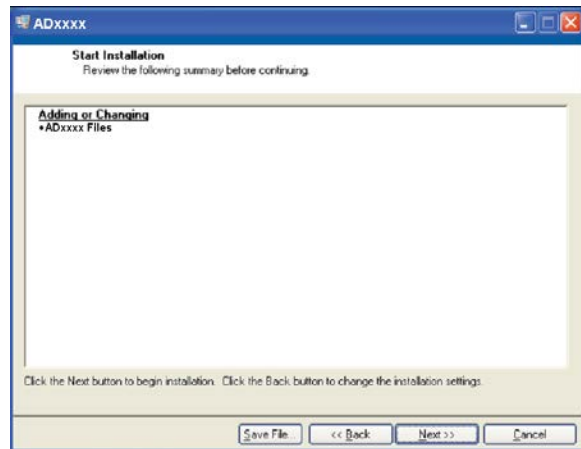 ADxxxx
Start Installation
Review the following summary before continuing.
Adding or Changing
•ADxxxx Files
Click the Next button to begin installation. Click the Back button to change the installation settings.
Save File... << Back Next >> Cancel